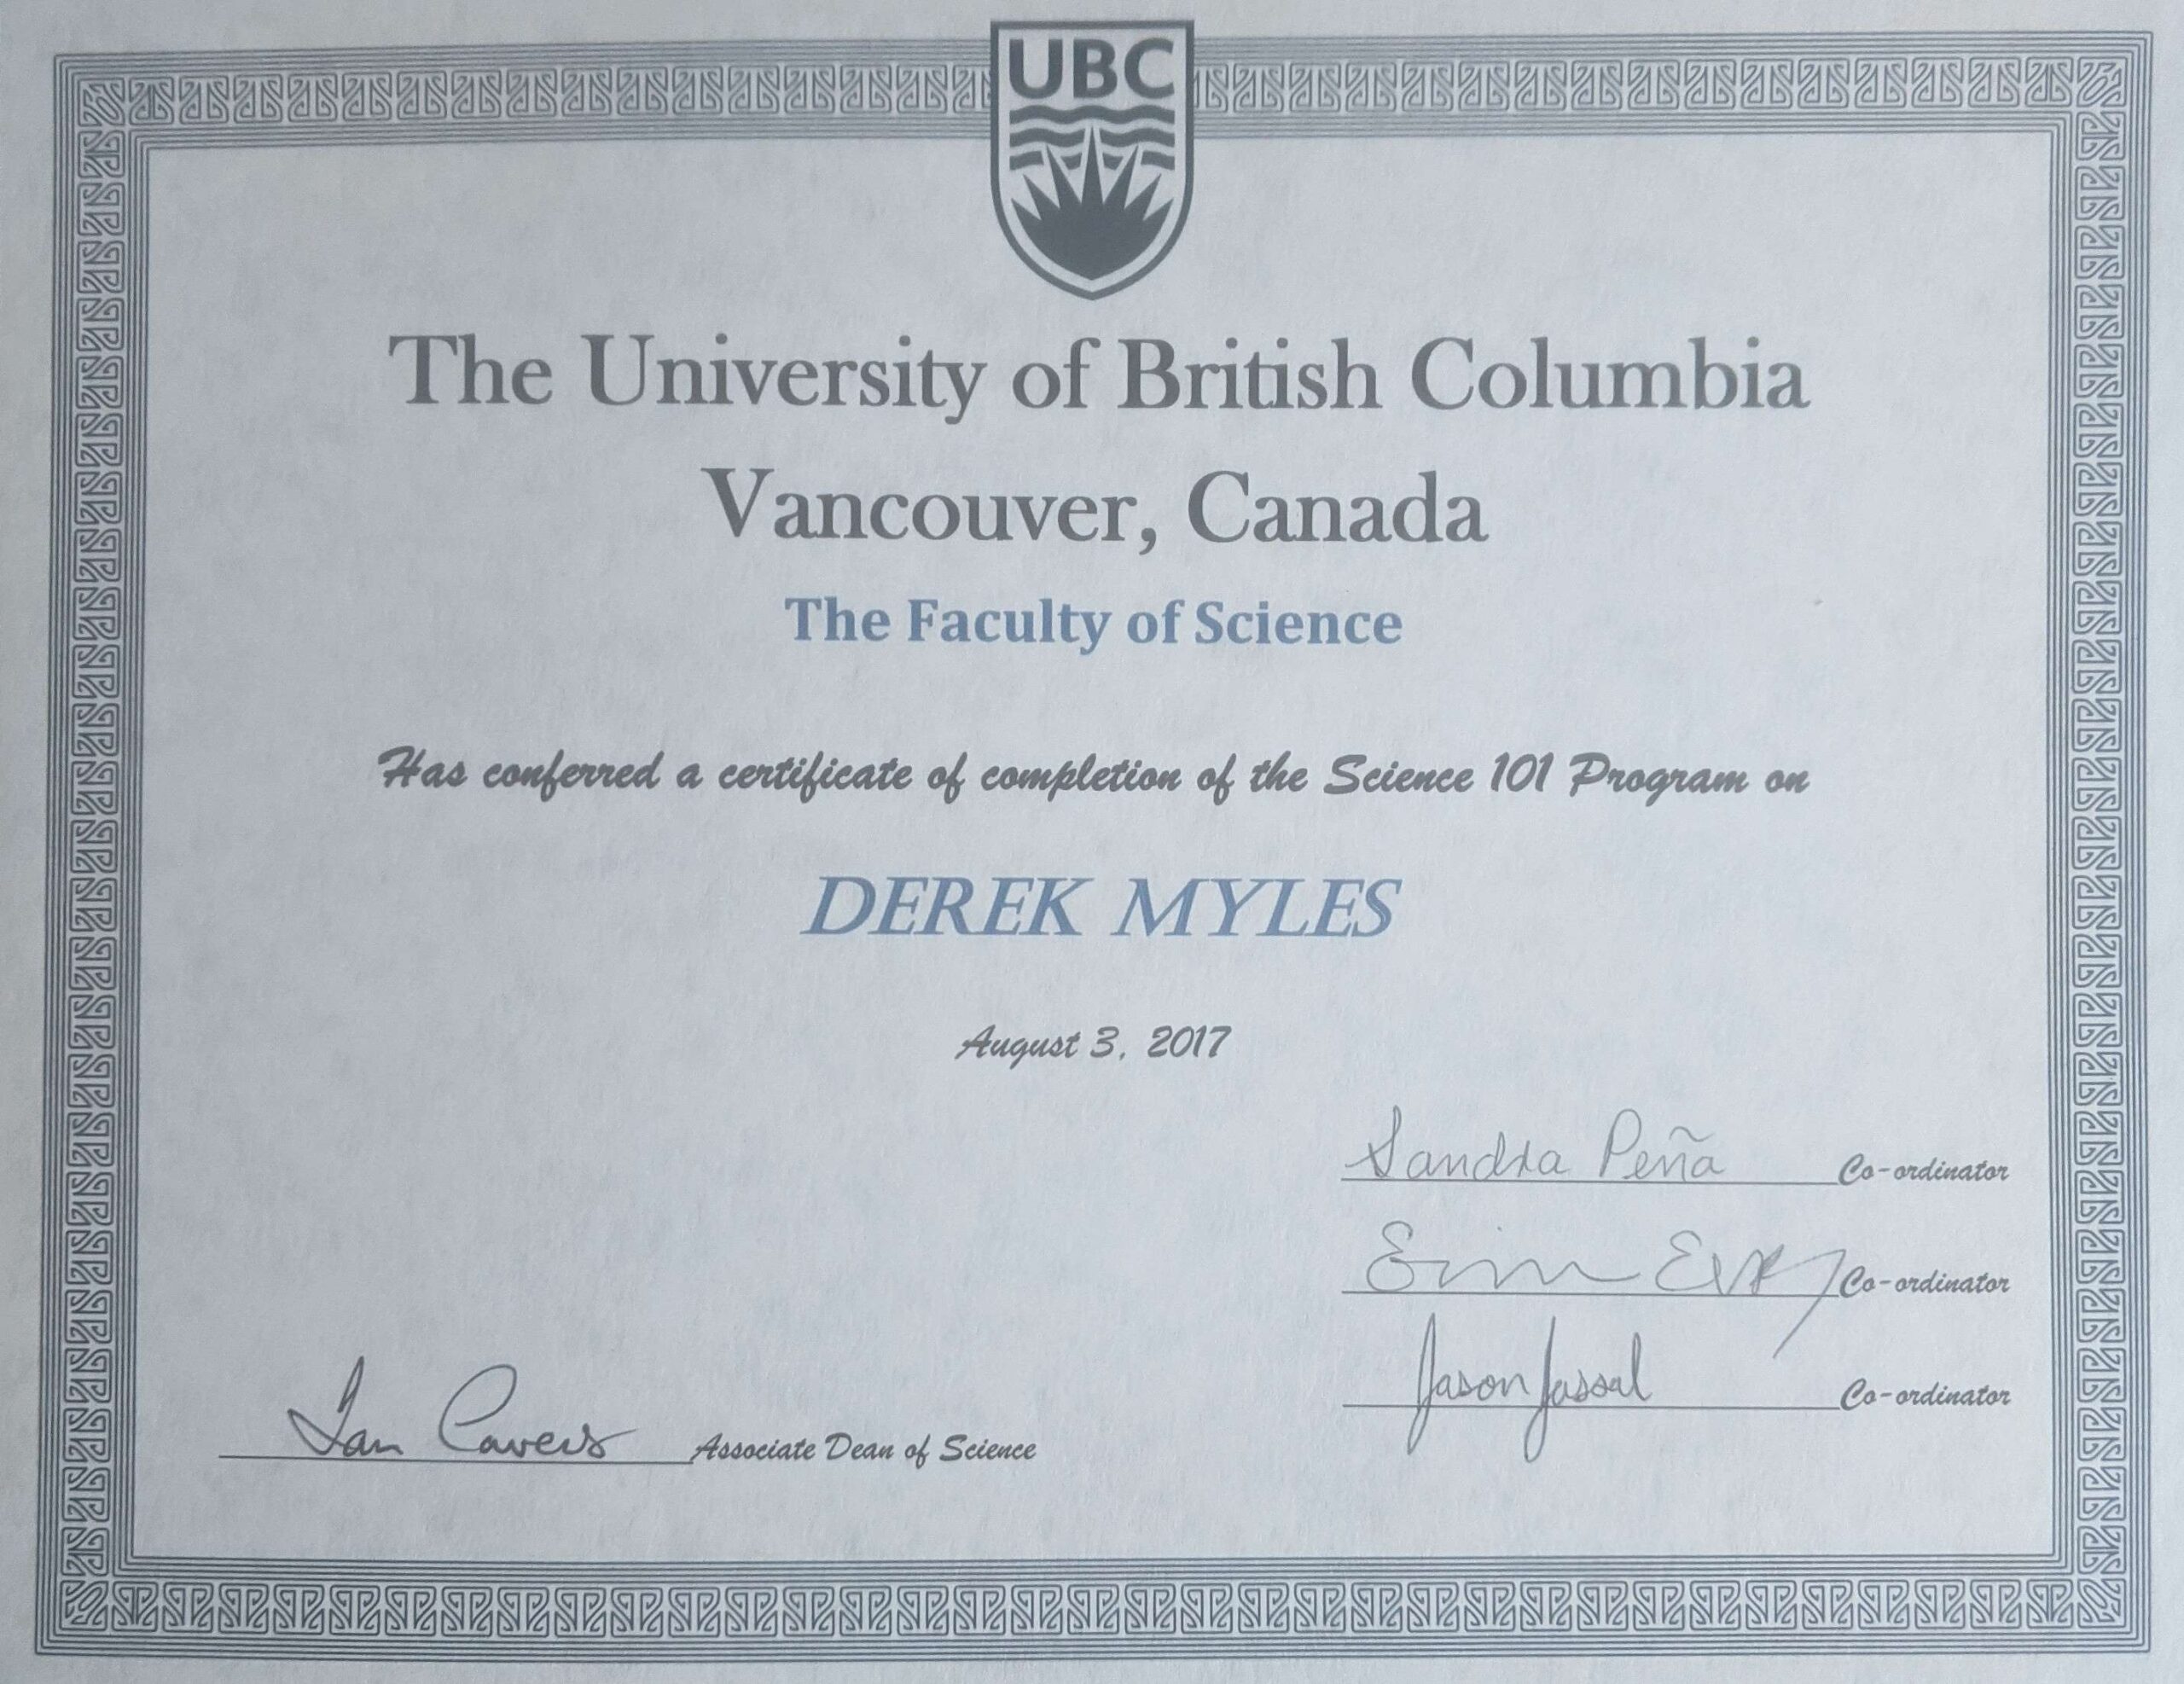 UBC
The University of British Columbia
Vancouver, Canada
The Faculty of Science
Has conferred a certificate of completion of the Science 101 Program on
DEREK MYLES
August 3, 2017
Sandra Peña Co-ordinator
Erin Co-ordinator
Jason Jassal Co-ordinator
Ian Cavers Associate Dean of Science